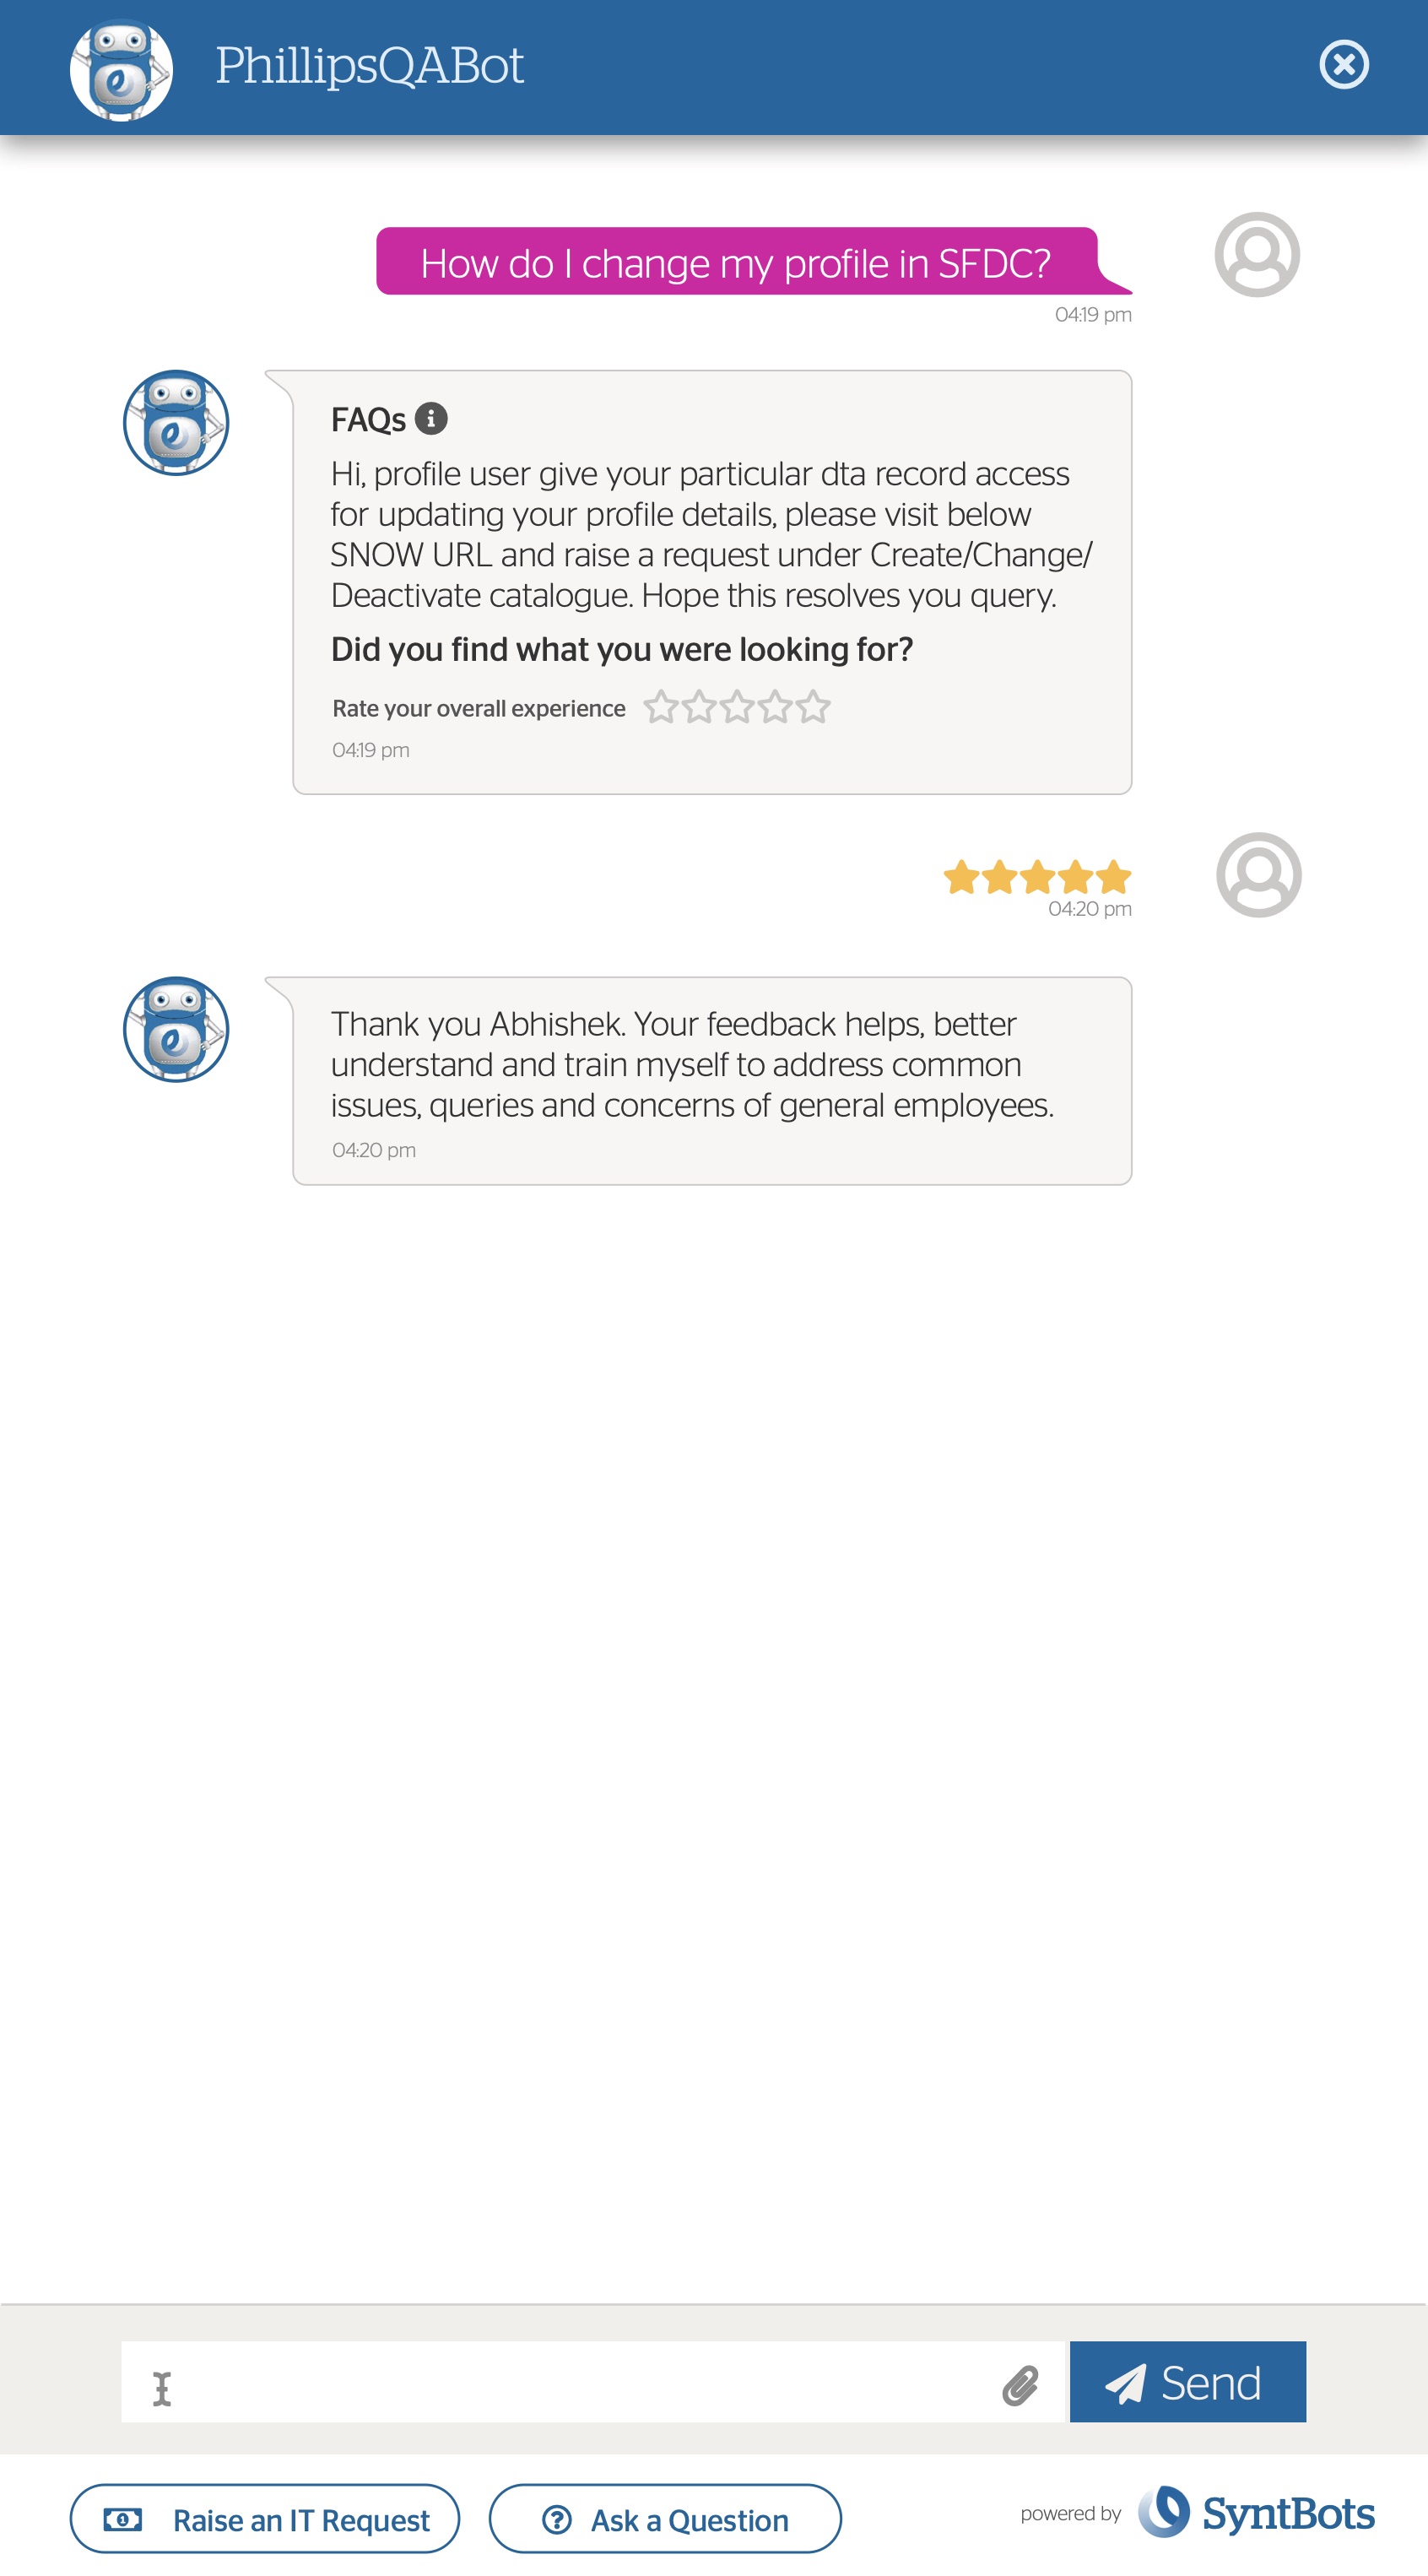 PhillipsQABot
How do I change my profile in SFDC?
04:19 pm
FAQs
Hi, profile user give your particular dta record access
for updating your profile details, please visit below
SNOW URL and raise a request under Create/Change/
Deactivate catalogue. Hope this resolves you query.
Did you find what you were looking for?
Rate your overall experience
04:19 pm
04:20 pm
Thank you Abhishek. Your feedback helps, better
understand and train myself to address common
issues, queries and concerns of general employees.
04:20 pm
Send
Raise an IT Request
Ask a Question
powered by SyntBots